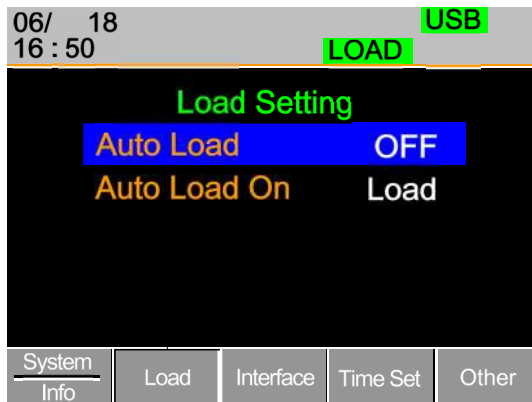 06/ 18 USB
16 : 50 LOAD
Load Setting
Auto Load OFF
Auto Load On Load
System
Info
Load
Interface
Time Set
Other